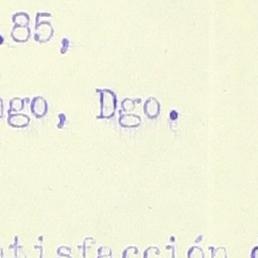 .85,
ngo, Dgo.
tisfacción